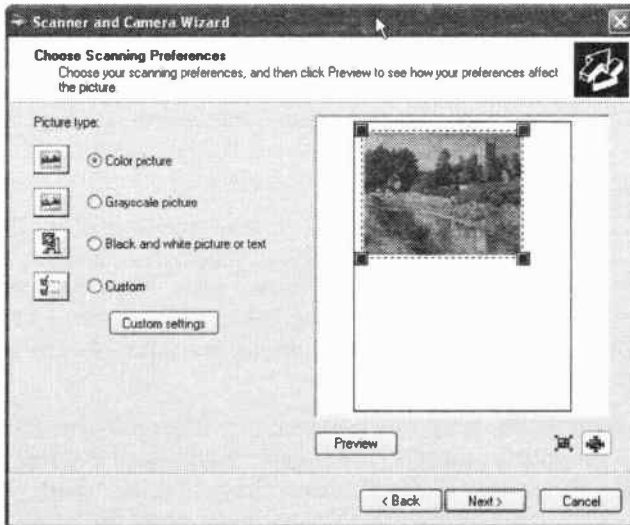 Scanner and Camera Wizard
Choose Scanning Preferences
Choose your scanning preferences, and then click Preview to see how your preferences affect
the picture
Picture type:
Color picture
Grayscale picture
Black and white picture or text
Custom
Custom settings
Preview
< Back
Next >
Cancel